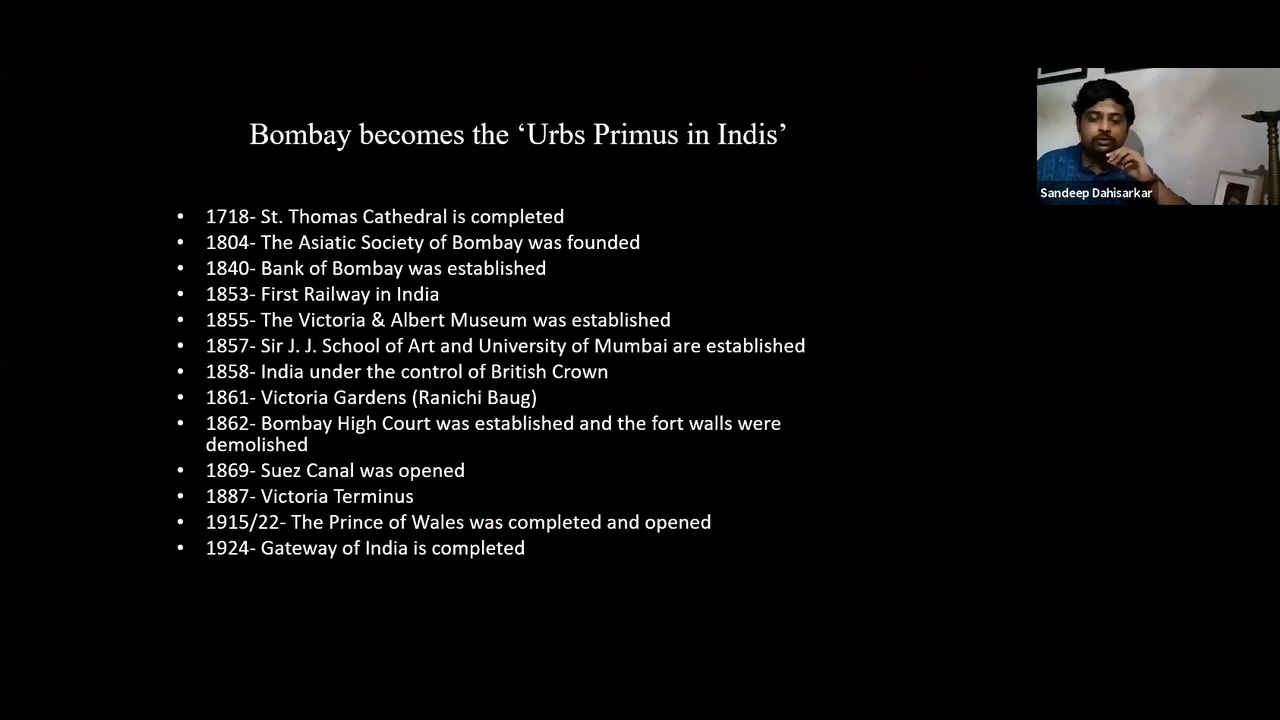 Bombay becomes the ‘Urbs Primus in Indis’
• 1718- St. Thomas Cathedral is completed
• 1804- The Asiatic Society of Bombay was founded
• 1840- Bank of Bombay was established
• 1853- First Railway in India
• 1855- The Victoria & Albert Museum was established
• 1857- Sir J. J. School of Art and University of Mumbai are established
• 1858- India under the control of British Crown
• 1861- Victoria Gardens (Ranichi Baug)
• 1862- Bombay High Court was established and the fort walls were
demolished
• 1869- Suez Canal was opened
• 1887- Victoria Terminus
• 1915/22- The Prince of Wales was completed and opened
• 1924- Gateway of India is completed
Sandeep Dahisarkar